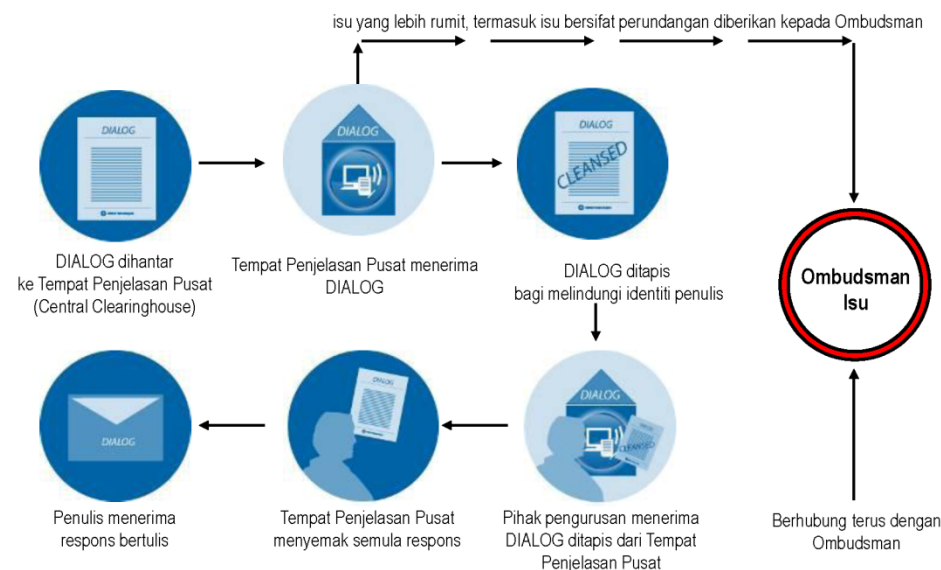 isu yang lebih rumit, termasuk isu bersifat perundangan diberikan kepada Ombudsman
DIALOG
DIALOG
DIALOG
CLEANSED
DIALOG dihantar
ke Tempat Penjelasan Pusat
(Central Clearinghouse)
Tempat Penjelasan Pusat menerima
DIALOG
DIALOG ditapis
bagi melindungi identiti penulis
Ombudsman
Isu
DIALOG
DIALOG
DIALOG
CLEANSED
Penulis menerima
respons bertulis
Tempat Penjelasan Pusat
menyemak semula respons
Pihak pengurusan menerima
DIALOG ditapis dari Tempat
Penjelasan Pusat
Berhubung terus dengan
Ombudsman